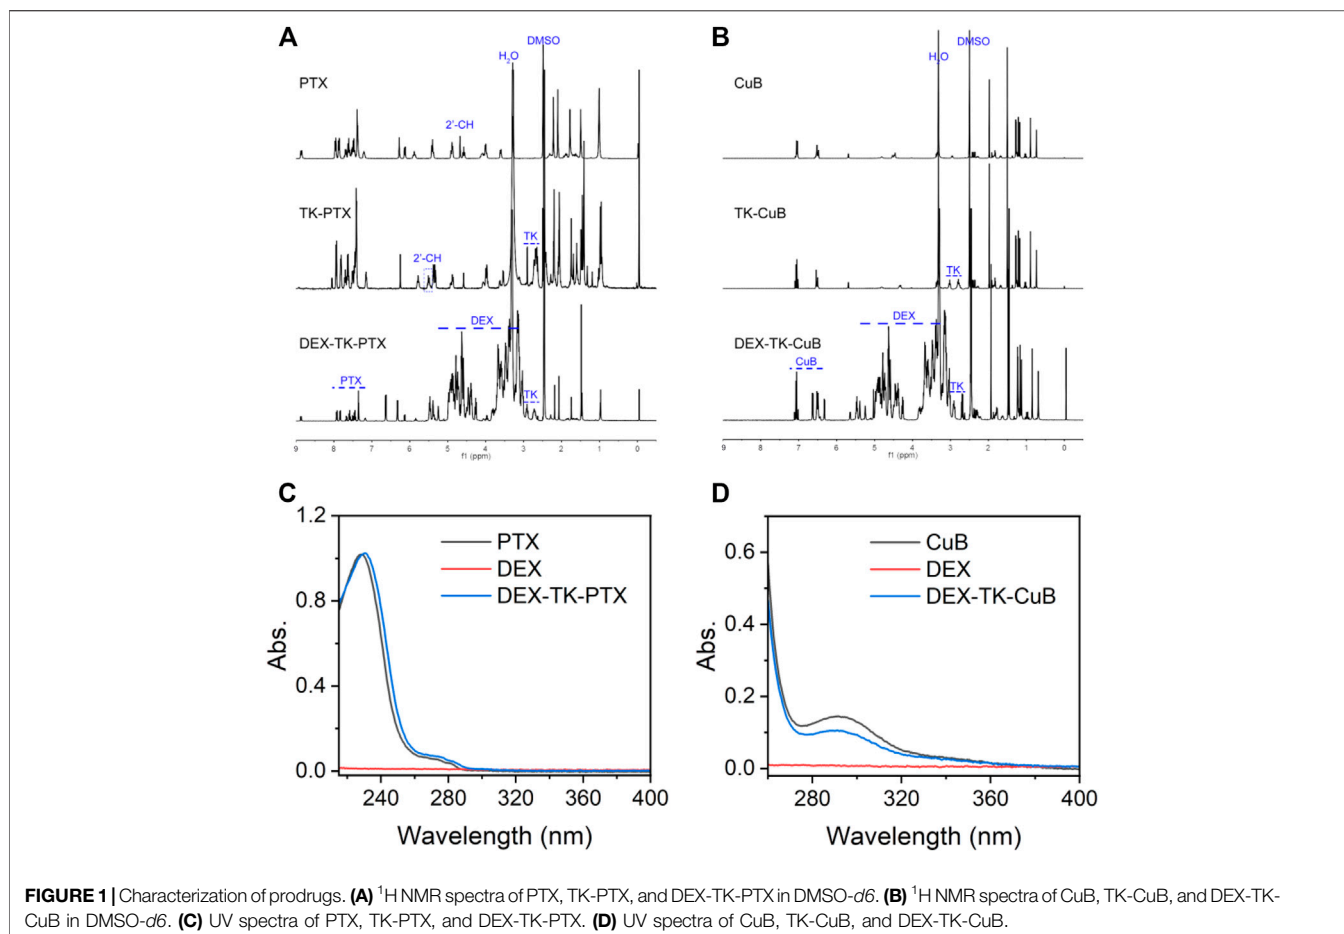 A
B
DMSO
H2O
PTX
2'-CH
TK-PTX
TK
2'-CH
DEX
DEX-TK-PTX
PTX
TK
9 8 7 6 5 4 3 2 1 0
f1 (ppm)
DMSO
H2O
CuB
TK-CuB
TK
DEX
DEX-TK-CuB
CuB
TK
9 8 7 6 5 4 3 2 1 0
f1 (ppm)
C
1.2
0.8
0.4
0.0
Abs.
PTX
DEX
DEX-TK-PTX
240 280 320 360 400
Wavelength (nm)
D
0.6
0.4
0.2
0.0
Abs.
CuB
DEX
DEX-TK-CuB
280 320 360 400
Wavelength (nm)
FIGURE 1 | Characterization of prodrugs. (A) 1H NMR spectra of PTX, TK-PTX, and DEX-TK-PTX in DMSO-d6. (B) 1H NMR spectra of CuB, TK-CuB, and DEX-TK-
CuB in DMSO-d6. (C) UV spectra of PTX, TK-PTX, and DEX-TK-PTX. (D) UV spectra of CuB, TK-CuB, and DEX-TK-CuB.